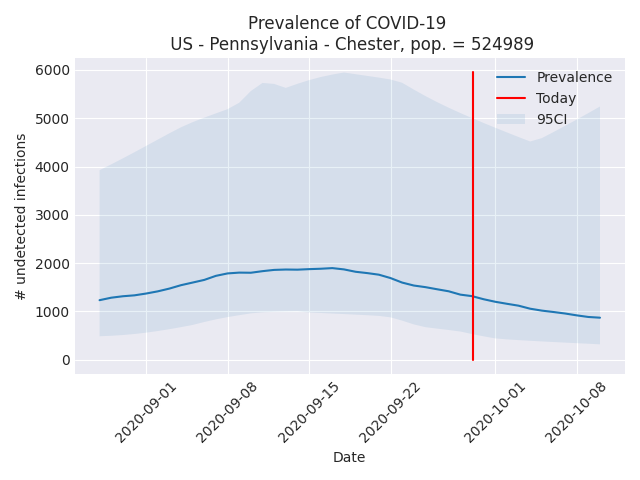 Prevalence of COVID-19
US - Pennsylvania - Chester, pop. = 524989
6000
5000
4000
3000
2000
1000
0
# undetected infections
Prevalence
Today
95CI
2020-09-01
2020-09-08
2020-09-15
2020-09-22
2020-10-01
2020-10-08
Date